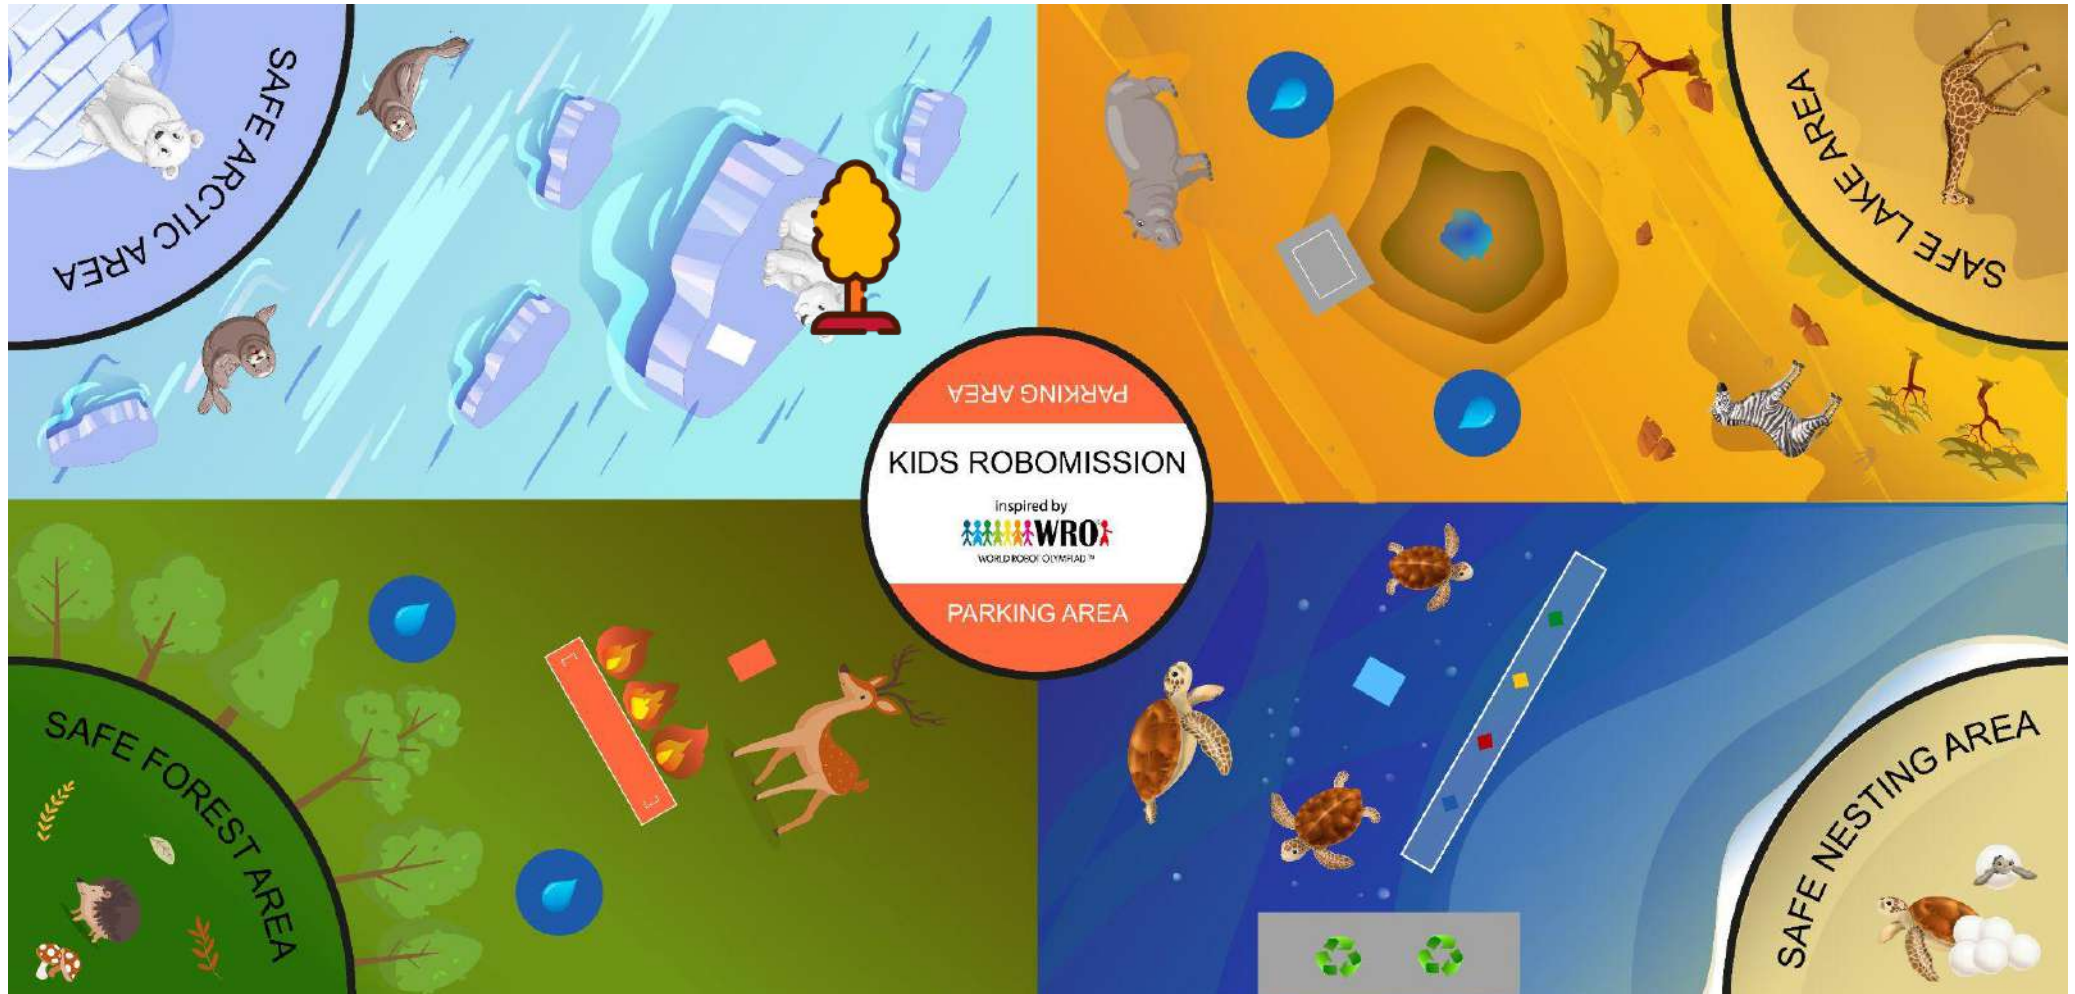 SAFE ARCTIC AREA
SAFE LAKE AREA
PARKING AREA
KIDS ROBOMISSION
inspired by
WRO
WORLD ROBOT OLYMPIAD™
PARKING AREA
SAFE FOREST AREA
SAFE NESTING AREA